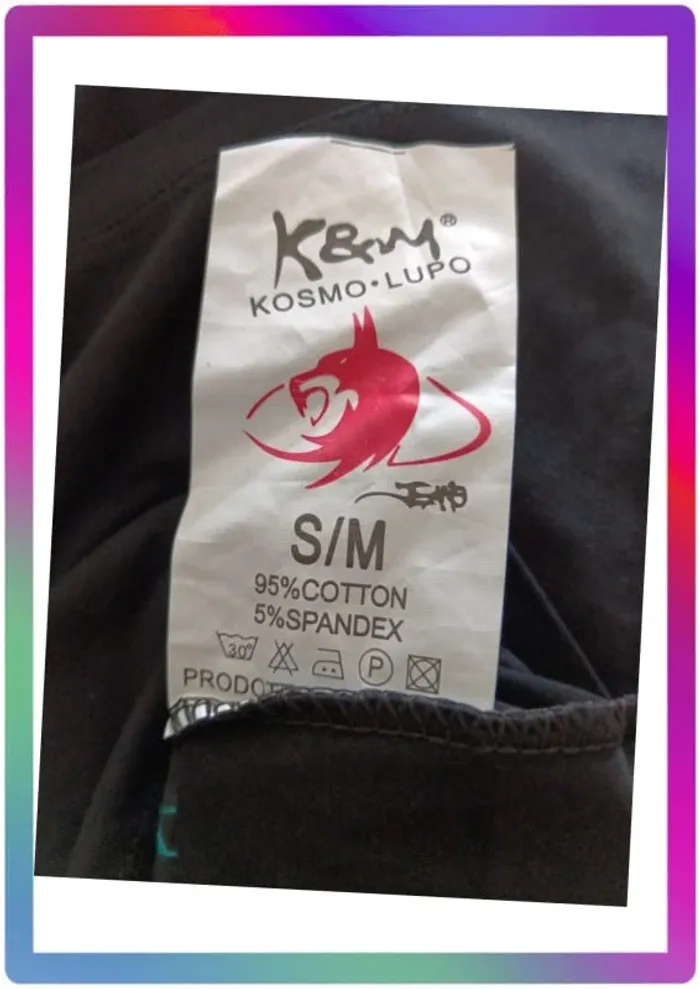 K&M®
KOSMO•LUPO
S/M
95%COTTON
5%SPANDEX
30°
P